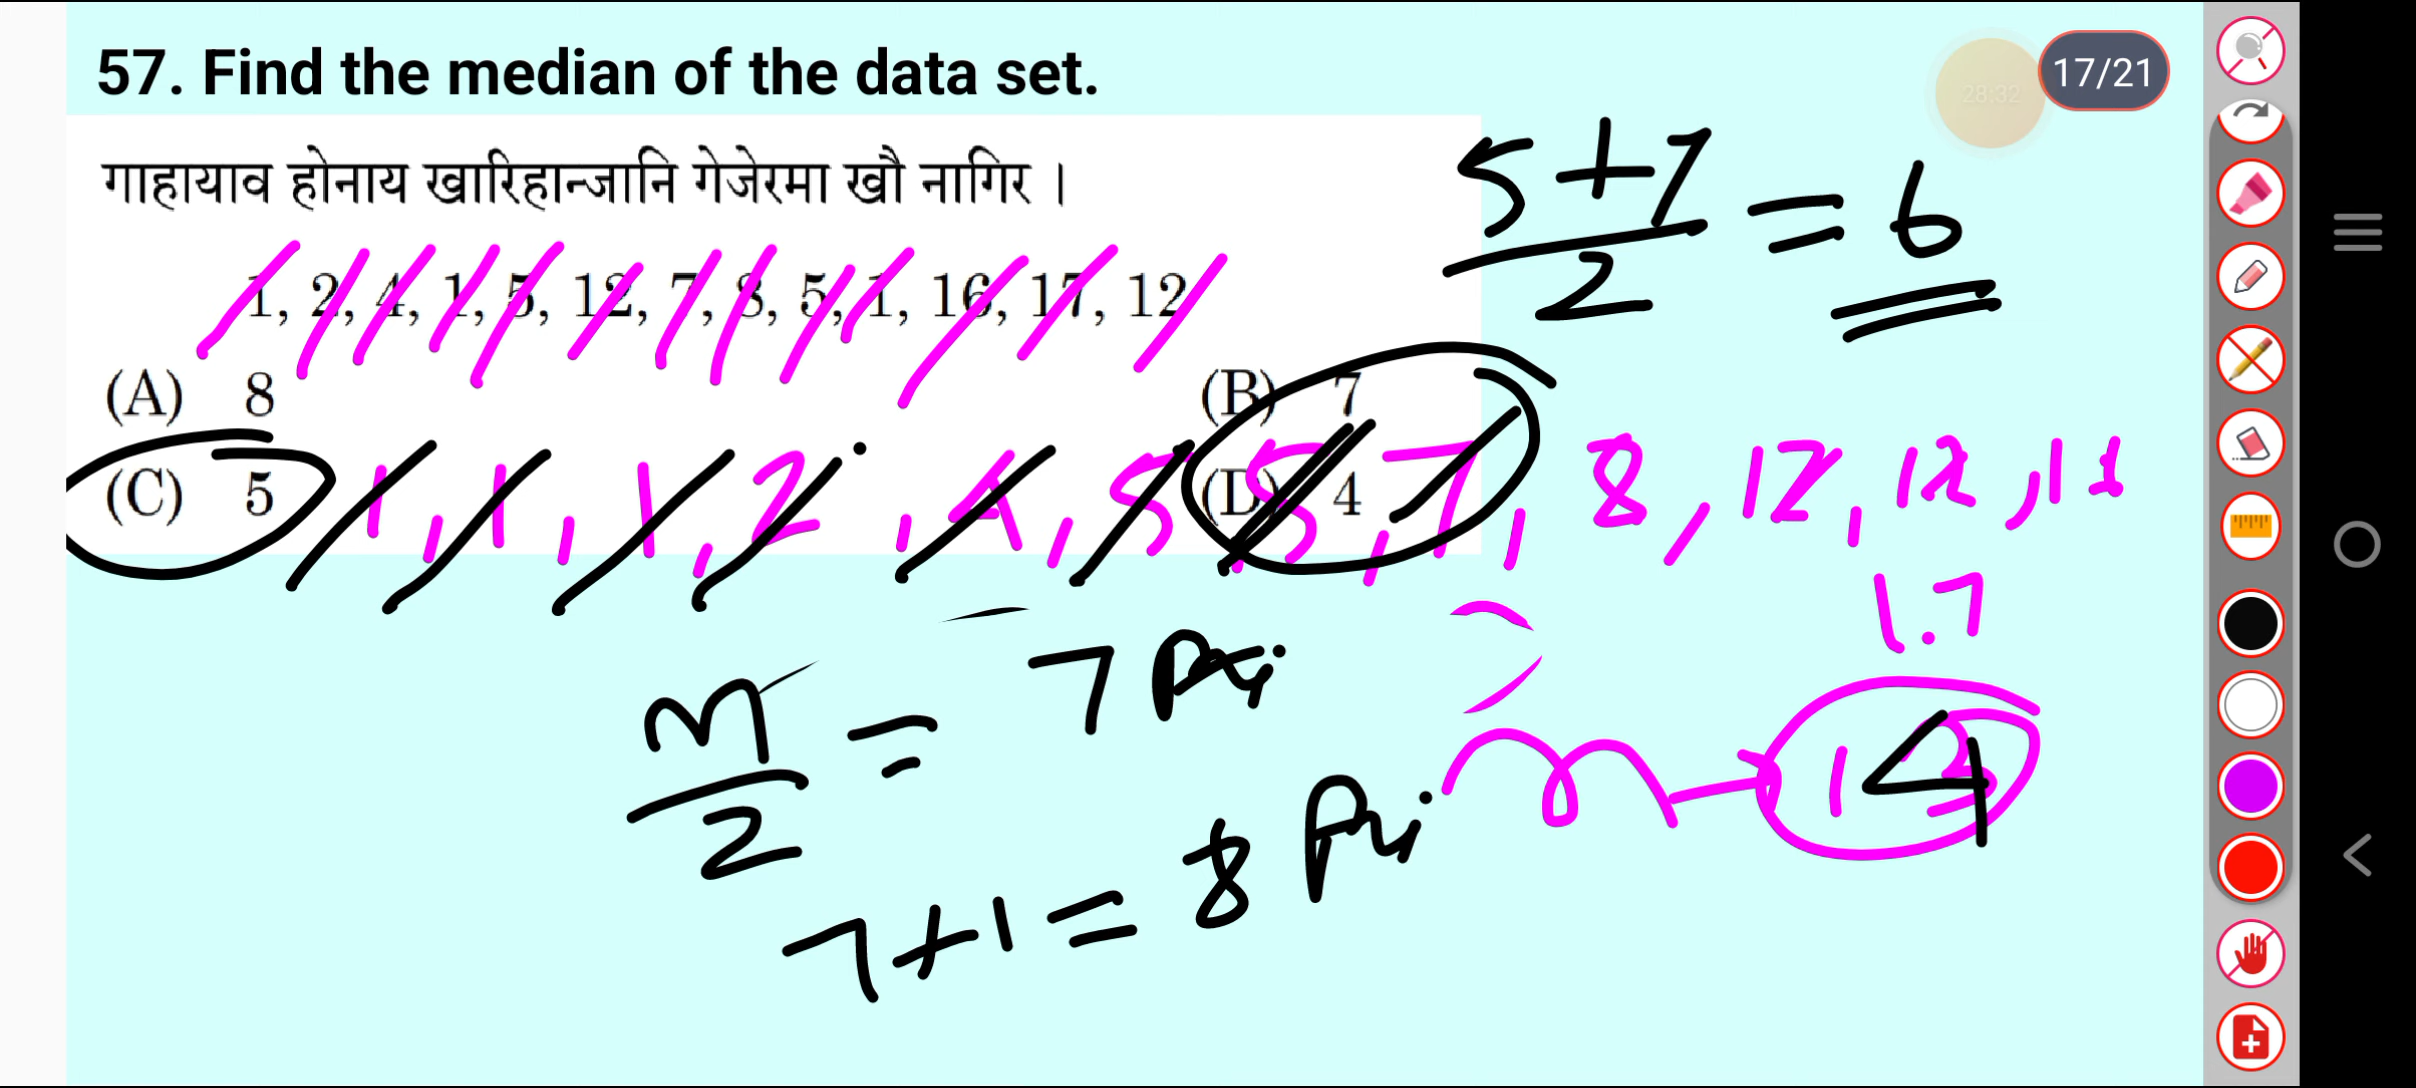 57. Find the median of the data set.
28:32
17/21
गाहायाव होनाय खारिहान्जानि गेजेरमा खौ नागिर ।
5+7
2
= 6
1, 2, 4, 1, 5, 12, 7, 8, 5, 1, 16, 17, 12
(A) 8
(B) 7
(C) 5
(D) 4
1, 1, 1, 2, 4, 5, 5, 7, 8, 12, 12,
17
n
2
= 7
14
7+1 = 8